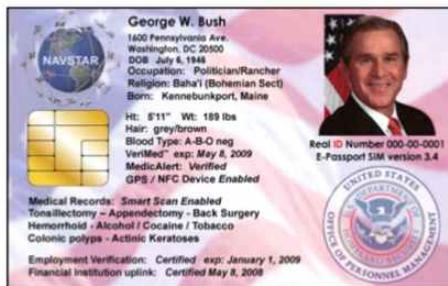 George W. Bush
1600 Pennsylvania Ave.
Washington, DC 20500
DOB July 6, 1946
Occupation: Politician/Rancher
Religion: Baha'i (Bohemian Sect)
Born: Kennebunkport, Maine
NAVSTAR
Ht: 5'11" Wt: 189 lbs
Hair: grey/brown
Blood Type: A-B-O neg
VeriMed™ exp: May 8, 2009
MedicAlert: Verified
GPS / NFC Device Enabled
Real ID Number 000-00-0001
E-Passport SIM version 3.4
Medical Records: Smart Scan Enabled
Tonsillectomy – Appendectomy - Back Surgery
Hemorrhoid - Alcohol / Cocaine / Tobacco
Colonic polyps - Actinic Keratoses
Employment Verification: Certified exp: January 1, 2009
Financial Institution uplink: Certified May 8, 2008
UNITED STATES
OFFICE OF PERSONNEL MANAGEMENT